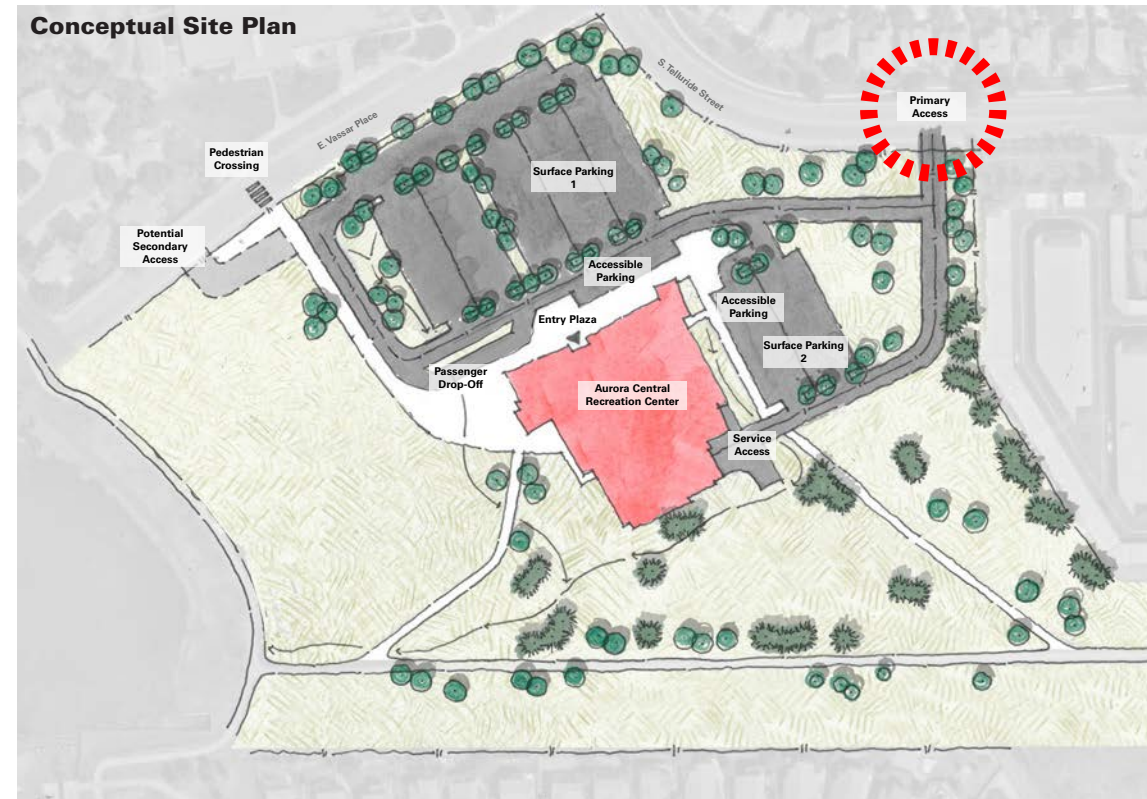 Conceptual Site Plan
S. Telluride Street
Primary
Access
E. Vassar Place
Pedestrian
Crossing
Surface Parking
1
Potential
Secondary
Access
Accessible
Parking
Accessible
Parking
Entry Plaza
Surface Parking
2
Passenger
Drop-Off
Aurora Central
Recreation Center
Service
Access